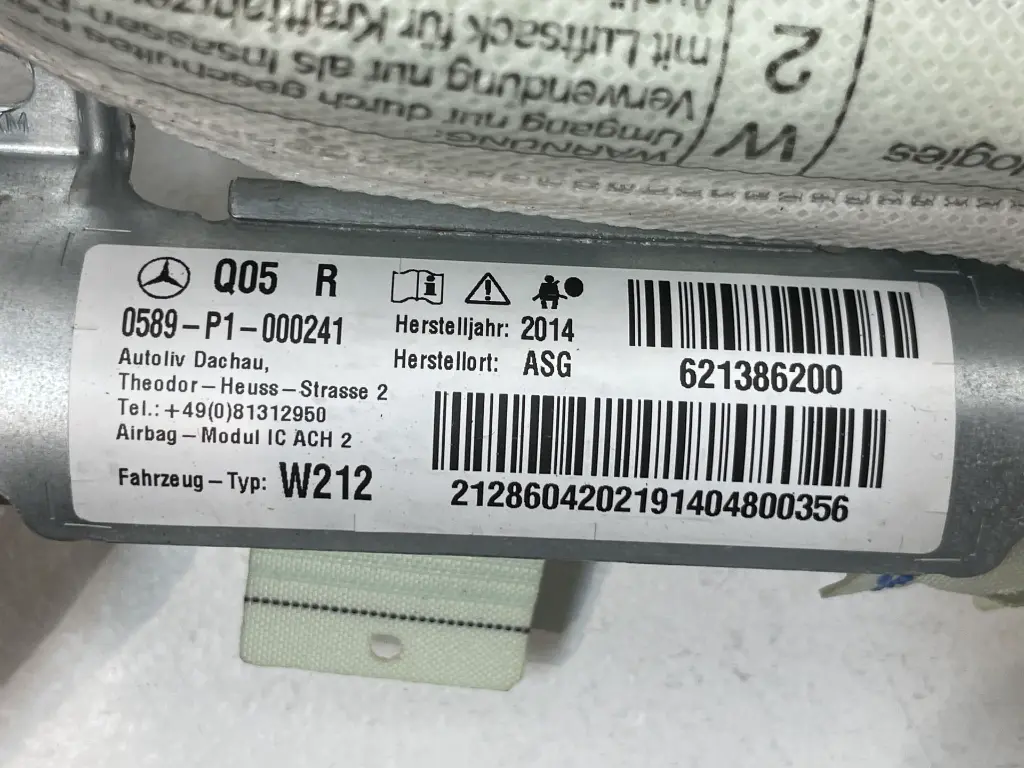 Q05 R
0589-P1-000241
Autoliv Dachau,
Theodor-Heuss-Strasse 2
Tel.: +49(0)81312950
Airbag-Modul IC ACH 2
Fahrzeug-Typ: W212
Herstelljahr: 2014
Herstellort: ASG
621386200
2128604202191404800356
WARNUNG:
Umgang nur durch geschultes
Verwendung nur als Insassen
mit Luftsack für Kraftfahrze
W
2
logies